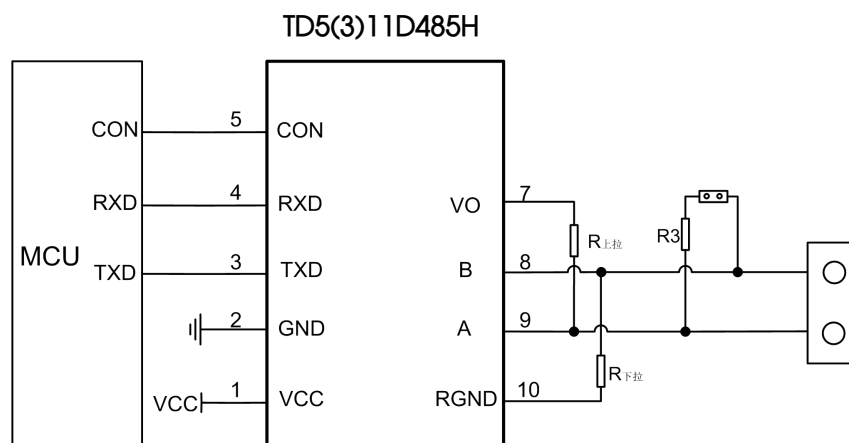 TD5(3)11D485H
CON 5 CON
RXD 4 RXD
7
VO
R上拉
R3
MCU
TXD 3 TXD
B 8
2 GND
A 9
VCC 1 VCC
RGND 10
R下拉